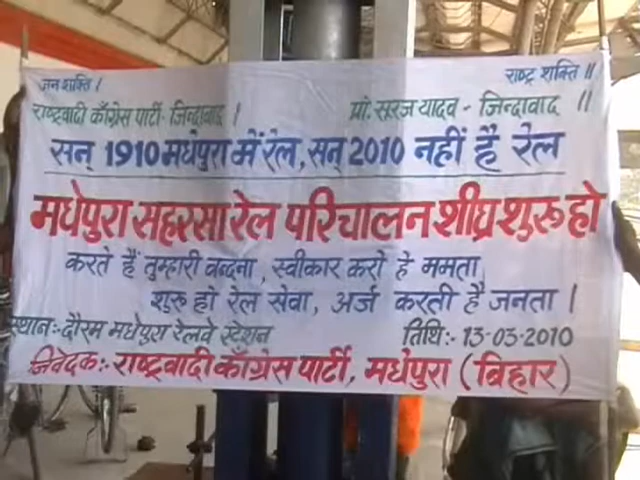 जन शक्ति । राष्ट्र शक्ति ॥
राष्ट्रवादी काँग्रेस पार्टी- जिन्दावाद । प्रो सूरज यादव - जिन्दावाद ॥
सन् 1910 मधेपुरा में रेल, सन् 2010 नहीं है रेल
मधेपुरा सहरसा रेल परिचालन शीघ्र शुरू हो
करते हैं तुम्हारी वन्दना, स्वीकार करो हे ममता
शुरू हो रेल सेवा, अर्ज करती है जनता ।
स्थान:- दौरम मधेपुरा रेलवे स्टेशन तिथि:- 13-03-2010
निवेदक:- राष्ट्रवादी काँग्रेस पार्टी, मधेपुरा (बिहार)